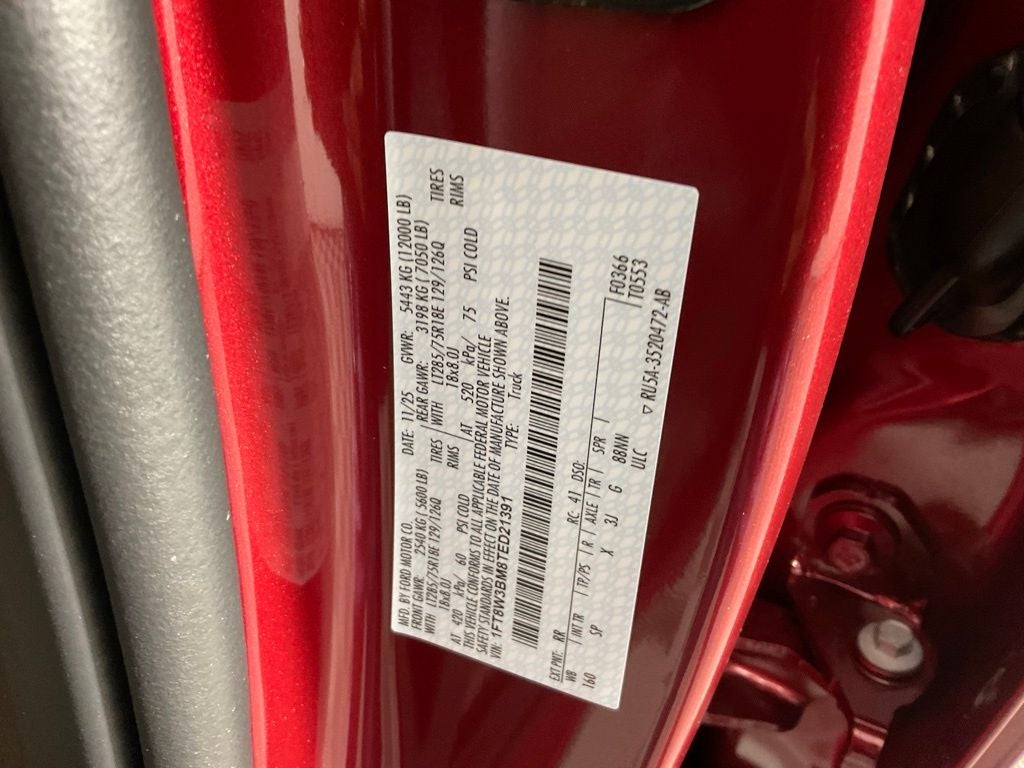 MFD. BY FORD MOTOR CO. DATE: 11/25 GVWR: 5443 KG (12000 LB)
FRONT GAWR: 2540 KG (5600 LB) REAR GAWR: 3198 KG (7050 LB)
WITH LT285/75R18E 129/126Q TIRES WITH LT285/75R18E 129/126Q TIRES
18x8.0J RIMS 18x8.0J RIMS
AT 420 kPa/ 60 PSI COLD AT 520 kPa/ 75 PSI COLD
THIS VEHICLE CONFORMS TO ALL APPLICABLE FEDERAL MOTOR VEHICLE
SAFETY STANDARDS IN EFFECT ON THE DATE OF MANUFACTURE SHOWN ABOVE.
VIN: 1FT8W3BM8TED21391 TYPE: Truck
EXT PNT: RR RC: 41 DSO: F0366
WB INT TR TP/PS R AXLE TR SPR 1T0553
160 SP X 3J G 88MN
ULC ▽ RU5A-3520472-AB